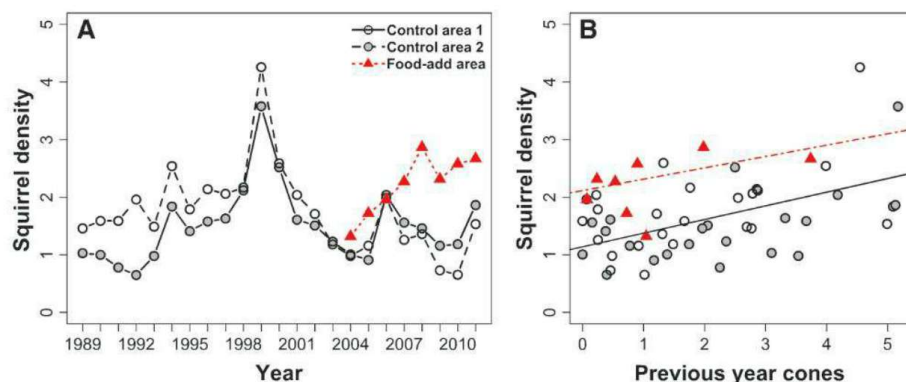 A
Control area 1
Control area 2
Food-add area
Squirrel density
5
4
3
2
1
0
1989 1992 1995 1998 2001 2004 2007 2010
Year
B
Squirrel density
5
4
3
2
1
0
0 1 2 3 4 5
Previous year cones